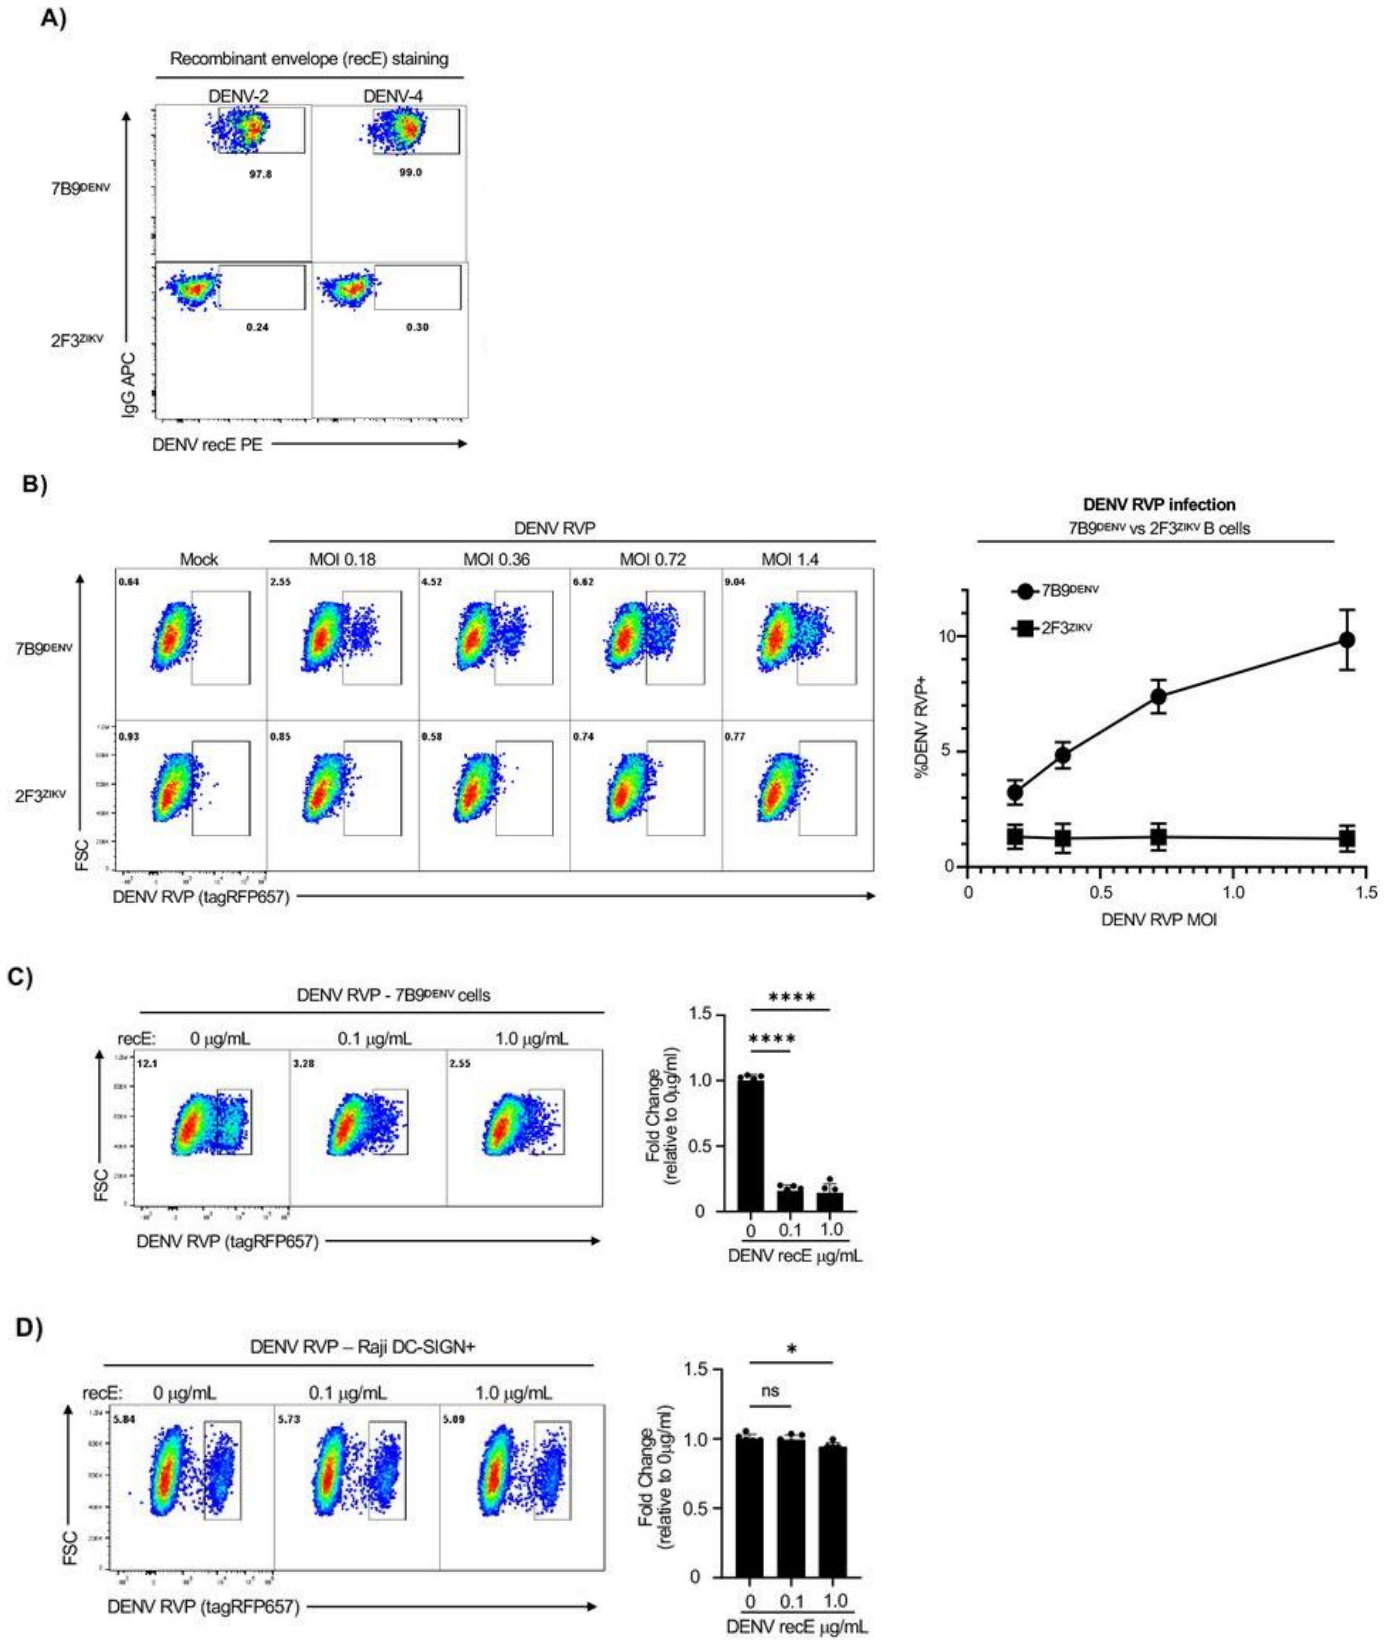 A)
Recombinant envelope (recE) staining
DENV-2 DENV-4
97.8 99.0
7B9DENV
0.24 0.30
2F3ZIKV
IgG APC
DENV recE PE
B)
DENV RVP
Mock MOI 0.18 MOI 0.36 MOI 0.72 MOI 1.4
0.64 2.55 4.52 6.62 9.04
7B9DENV
0.93 0.85 0.58 0.74 0.77
2F3ZIKV
FSC
DENV RVP (tagRFP657)
DENV RVP infection
7B9DENV vs 2F3ZIKV B cells
7B9DENV
2F3ZIKV
10
5
0
%DENV RVP+
0 0.5 1.0 1.5
DENV RVP MOI
C)
DENV RVP - 7B9DENV cells
recE: 0 µg/mL 0.1 µg/mL 1.0 µg/mL
12.1 3.28 2.55
FSC
DENV RVP (tagRFP657)
****
****
1.5
1.0
0.5
0
Fold Change
(relative to 0µg/ml)
0 0.1 1.0
DENV recE µg/mL
D)
DENV RVP – Raji DC-SIGN+
recE: 0 µg/mL 0.1 µg/mL 1.0 µg/mL
5.84 5.73 5.09
FSC
DENV RVP (tagRFP657)
*
ns
1.5
1.0
0.5
0
Fold Change
(relative to 0µg/ml)
0 0.1 1.0
DENV recE µg/mL